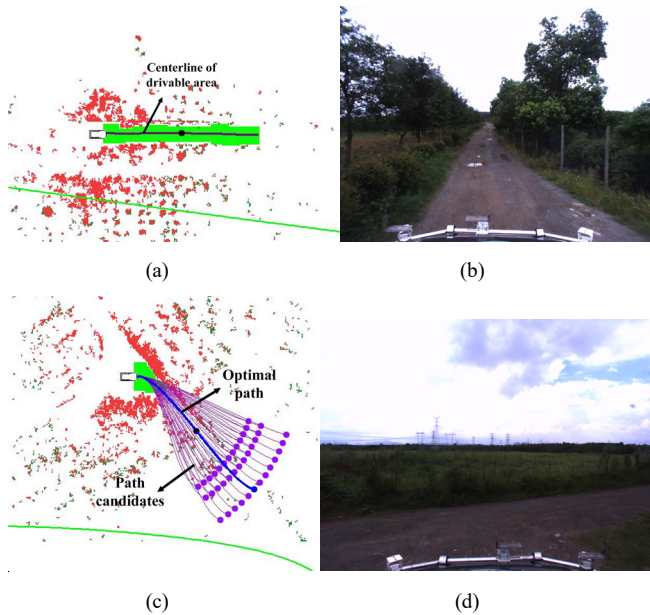 Centerline of
drivable area
(a)
(b)
Optimal
path
Path
candidates
(c)
(d)